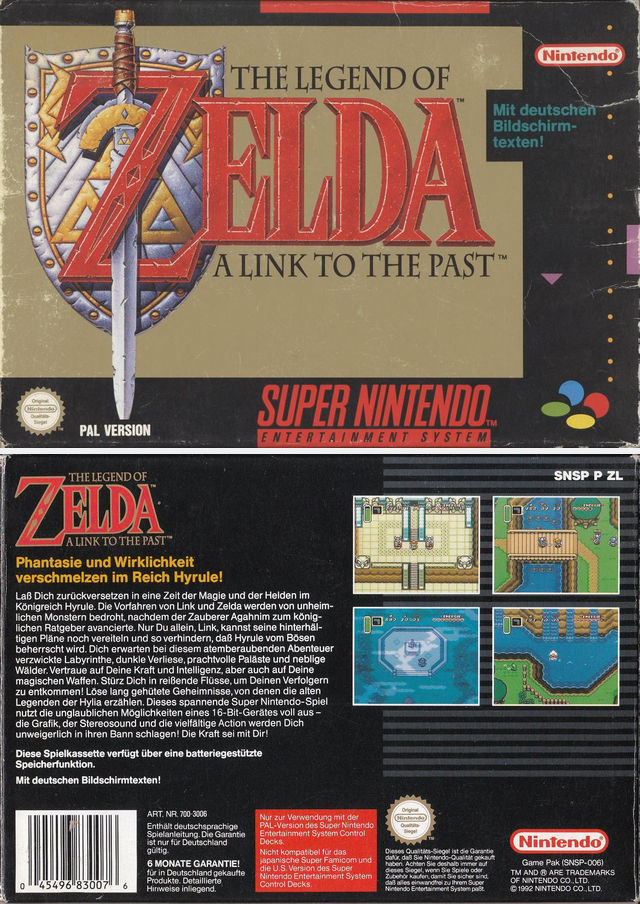 THE LEGEND OF
ZELDA™
A LINK TO THE PAST™
Nintendo®
Mit deutschen
Bildschirm-
texten!
Original
Nintendo
Qualitäts-
Siegel
PAL VERSION
SUPER NINTENDO™
ENTERTAINMENT SYSTEM
THE LEGEND OF
ZELDA™
A LINK TO THE PAST™
SNSP P ZL
Phantasie und Wirklichkeit
verschmelzen im Reich Hyrule!
Laß Dich zurückversetzen in eine Zeit der Magie und der Helden im
Königreich Hyrule. Die Vorfahren von Link und Zelda werden von unheim-
lichen Monstern bedroht, nachdem der Zauberer Agahnim zum könig-
lichen Ratgeber avancierte. Nur Du allein, Link, kannst seine hinterhäl-
tigen Pläne noch vereiteln und so verhindern, daß Hyrule vom Bösen
beherrscht wird. Dich erwarten bei diesem atemberaubenden Abenteuer
verzwickte Labyrinthe, dunkle Verliese, prachtvolle Paläste und neblige
Wälder. Vertraue auf Deine Kraft und Intelligenz, aber auch auf Deine
magischen Waffen. Stürz Dich in reißende Flüsse, um Deinen Verfolgern
zu entkommen! Löse lang gehütete Geheimnisse, von denen die alten
Legenden der Hylia erzählen. Dieses spannende Super Nintendo-Spiel
nutzt die unglaublichen Möglichkeiten eines 16-Bit-Gerätes voll aus –
die Grafik, der Stereosound und die vielfältige Action werden Dich
unweigerlich in ihren Bann schlagen! Die Kraft sei mit Dir!
Diese Spielkassette verfügt über eine batteriegestützte
Speicherfunktion.
Mit deutschen Bildschirmtexten!
0 45496 83007 6
ART. NR. 700-3006
Enthält deutschsprachige
Spielanleitung. Die Garantie
ist nur für Deutschland
gültig.
6 MONATE GARANTIE!
für in Deutschland gekaufte
Produkte. Detaillierte
Hinweise inliegend.
Nur zur Verwendung mit der
PAL-Version des Super Nintendo
Entertainment System Control
Decks.
Nicht kompatibel für das
japanische Super Famicom und
die U.S. Version des Super
Nintendo Entertainment System
Control Decks.
Original
Nintendo
Qualitäts-
Siegel
Dieses Qualitäts-Siegel ist die Garantie
dafür, daß Sie Nintendo-Qualität gekauft
haben. Achten Sie deshalb immer auf
dieses Siegel, wenn Sie Spiele oder
Zubehör kaufen, damit Sie sicher sind,
daß alles einwandfrei zu Ihrem Super
Nintendo Entertainment System paßt.
Nintendo®
Game Pak (SNSP-006)
TM AND ® ARE TRADEMARKS
OF NINTENDO CO., LTD.
© 1992 NINTENDO CO., LTD.